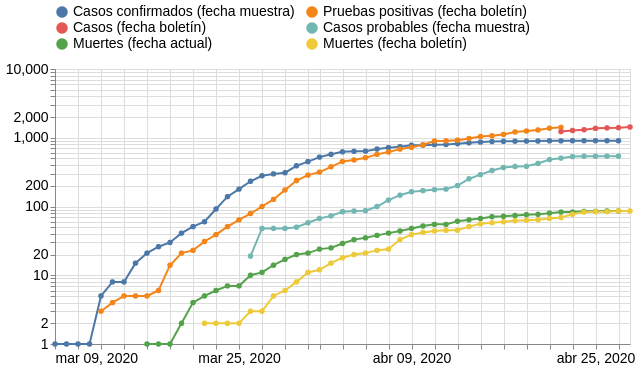 Casos confirmados (fecha muestra) Pruebas positivas (fecha boletín)
Casos (fecha boletín) Casos probables (fecha muestra)
Muertes (fecha actual) Muertes (fecha boletín)
10,000
2,000
1,000
200
100
20
10
2
1
mar 09, 2020 mar 25, 2020 abr 09, 2020 abr 25, 2020